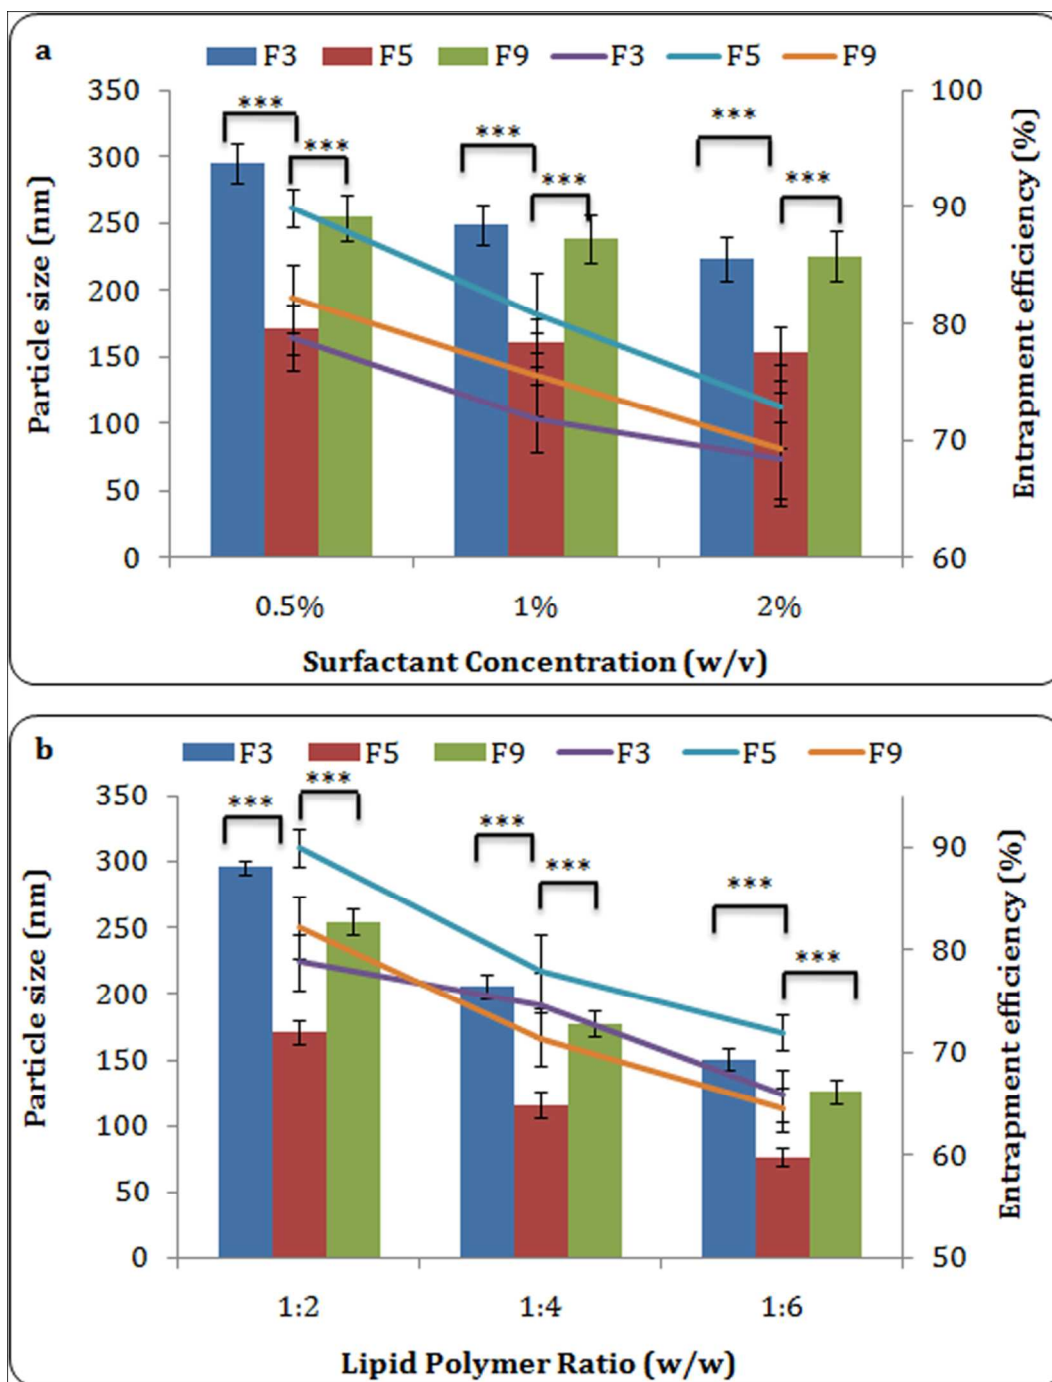 a
F3 F5 F9 F3 F5 F9
350
300
250
200
150
100
50
0
Particle size (nm)
100
90
80
70
60
Entrapment efficiency (%)
*** *** *** *** *** ***
0.5% 1% 2%
Surfactant Concentration (w/v)
b
F3 F5 F9 F3 F5 F9
350
300
250
200
150
100
50
0
Particle size (nm)
90
80
70
60
50
Entrapment efficiency (%)
*** *** *** *** *** ***
1:2 1:4 1:6
Lipid Polymer Ratio (w/w)